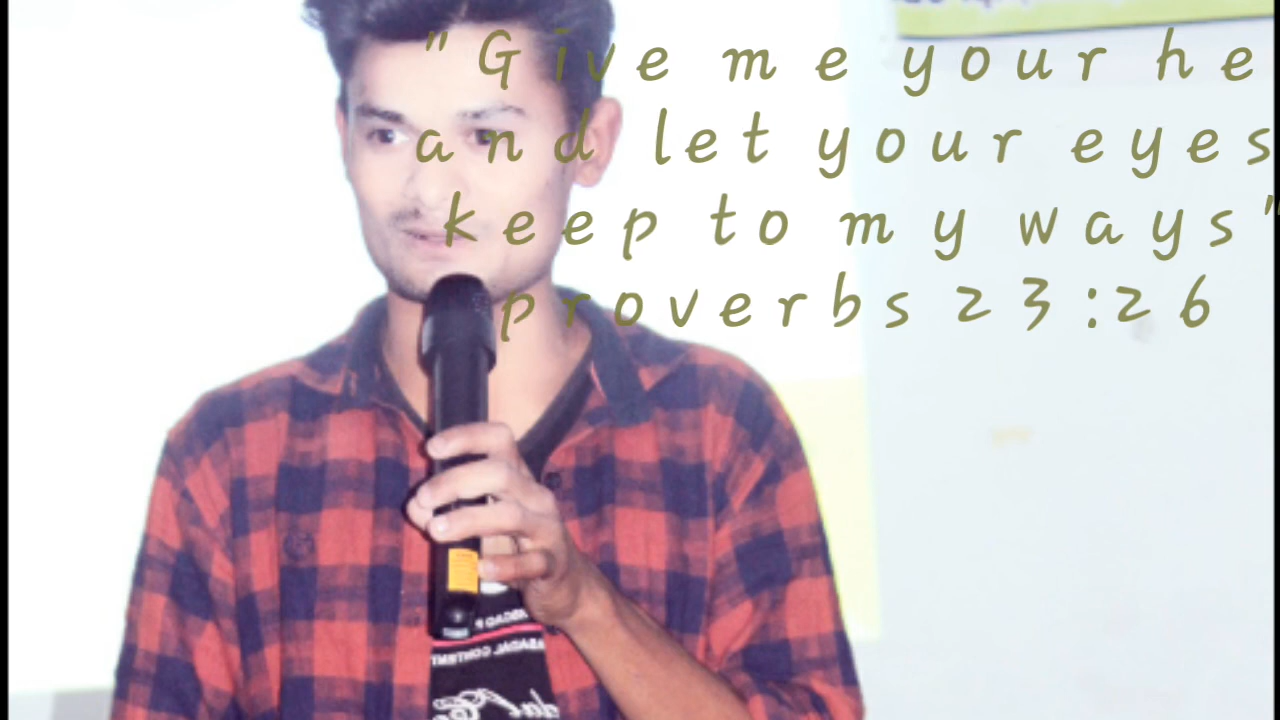 "Give me your he
and let your eyes
keep to my ways"
proverbs 23:26